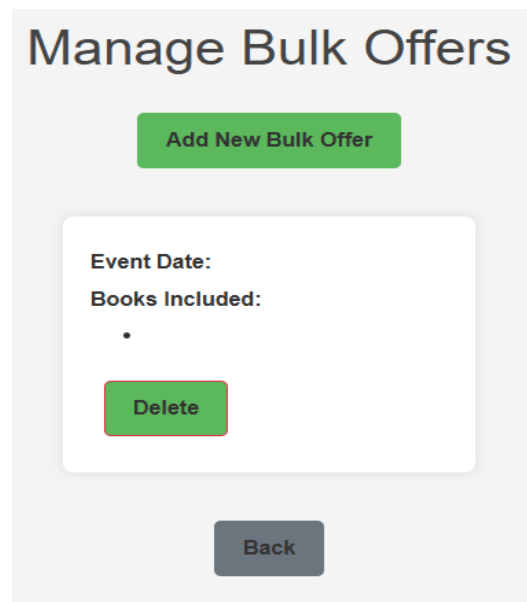 Manage Bulk Offers
Add New Bulk Offer
Event Date:
Books Included:
•
Delete
Back